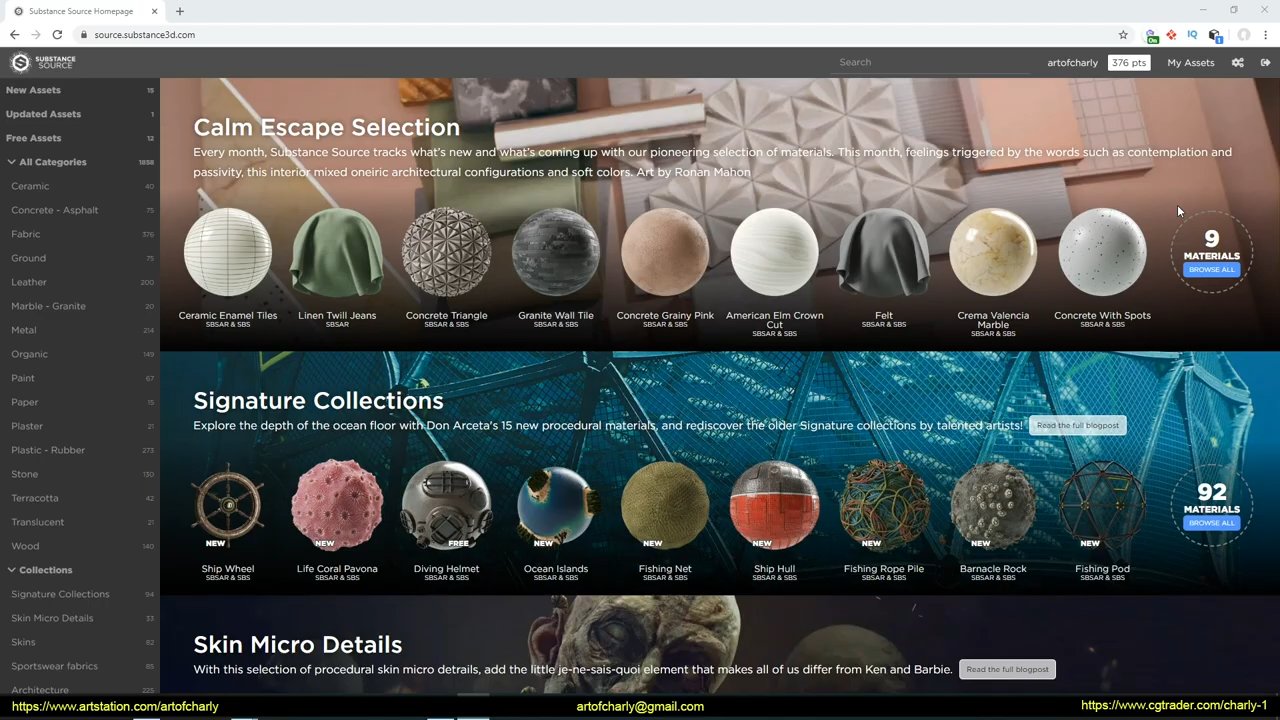 Substance Source Homepage
source.substance3d.com
On
IQ
1
SUBSTANCE
SOURCE
Search
artofcharly
376 pts
My Assets
New Assets 15
Updated Assets 1
Free Assets 12
All Categories 1858
Ceramic 40
Concrete - Asphalt 75
Fabric 376
Ground 75
Leather 200
Marble - Granite 20
Metal 214
Organic 149
Paint 67
Paper 15
Plaster 21
Plastic - Rubber 273
Stone 130
Terracotta 42
Translucent 21
Wood 140
Collections
Signature Collections 94
Skin Micro Details 33
Skins 82
Sportswear fabrics 85
Architecture 225
Calm Escape Selection
Every month, Substance Source tracks what's new and what's coming up with our pioneering selection of materials. This month, feelings triggered by the words such as contemplation and
passivity, this interior mixed oneiric architectural configurations and soft colors. Art by Ronan Mahon
Ceramic Enamel Tiles
SBSAR & SBS
Linen Twill Jeans
SBSAR
Concrete Triangle
SBSAR & SBS
Granite Wall Tile
SBSAR & SBS
Concrete Grainy Pink
SBSAR & SBS
American Elm Crown
Cut
SBSAR & SBS
Felt
SBSAR & SBS
Crema Valencia
Marble
SBSAR & SBS
Concrete With Spots
SBSAR & SBS
9
MATERIALS
BROWSE ALL
Signature Collections
Explore the depth of the ocean floor with Don Arceta's 15 new procedural materials, and rediscover the older Signature collections by talented artists!
Read the full blogpost
NEW
Ship Wheel
SBSAR & SBS
NEW
Life Coral Pavona
SBSAR & SBS
FREE
Diving Helmet
SBSAR & SBS
NEW
Ocean Islands
SBSAR & SBS
NEW
Fishing Net
SBSAR & SBS
NEW
Ship Hull
SBSAR & SBS
NEW
Fishing Rope Pile
SBSAR & SBS
NEW
Barnacle Rock
SBSAR & SBS
NEW
Fishing Pod
SBSAR & SBS
92
MATERIALS
BROWSE ALL
Skin Micro Details
With this selection of procedural skin micro detrails, add the little je-ne-sais-quoi element that makes all of us differ from Ken and Barbie.
Read the full blogpost
https://www.artstation.com/artofcharly
artofcharly@gmail.com
https://www.cgtrader.com/charly-1